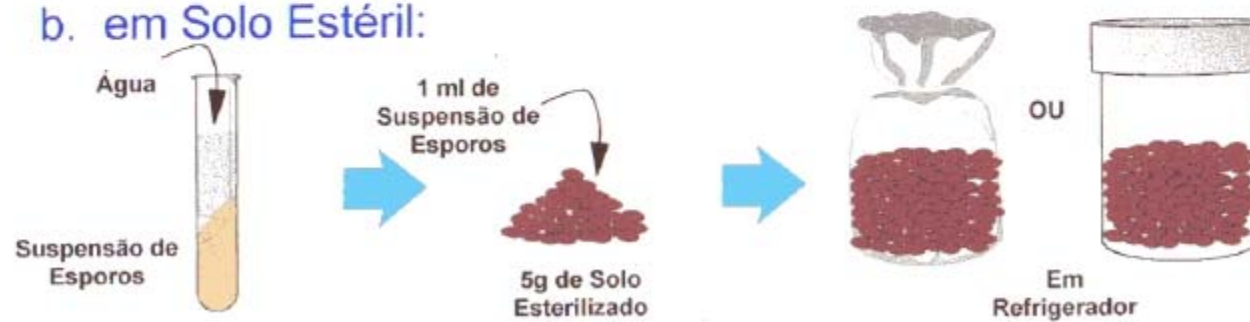 b. em Solo Estéril:
Água
Suspensão de
Esporos
1 ml de
Suspensão de
Esporos
5g de Solo
Esterilizado
OU
Em
Refrigerador